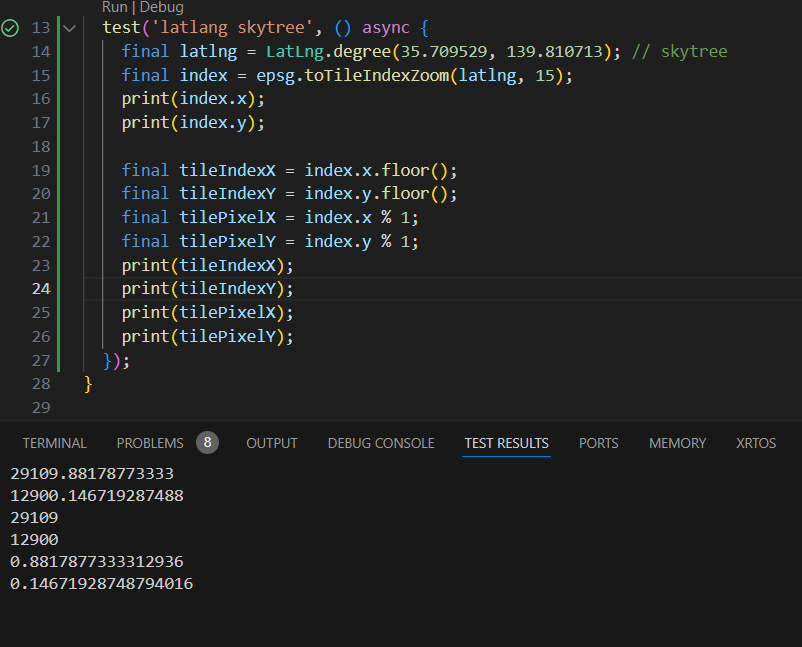 Run | Debug
13 test('latlang skytree', () async {
14 final latlng = LatLng.degree(35.709529, 139.810713); // skytree
15 final index = epsg.toTileIndexZoom(latlng, 15);
16 print(index.x);
17 print(index.y);
18
19 final tileIndexX = index.x.floor();
20 final tileIndexY = index.y.floor();
21 final tilePixelX = index.x % 1;
22 final tilePixelY = index.y % 1;
23 print(tileIndexX);
24 print(tileIndexY);
25 print(tilePixelX);
26 print(tilePixelY);
27 });
28 }
29
TERMINAL PROBLEMS 8 OUTPUT DEBUG CONSOLE TEST RESULTS PORTS MEMORY XRTOS
29109.88178773333
12900.146719287488
29109
12900
0.8817877333312936
0.14671928748794016